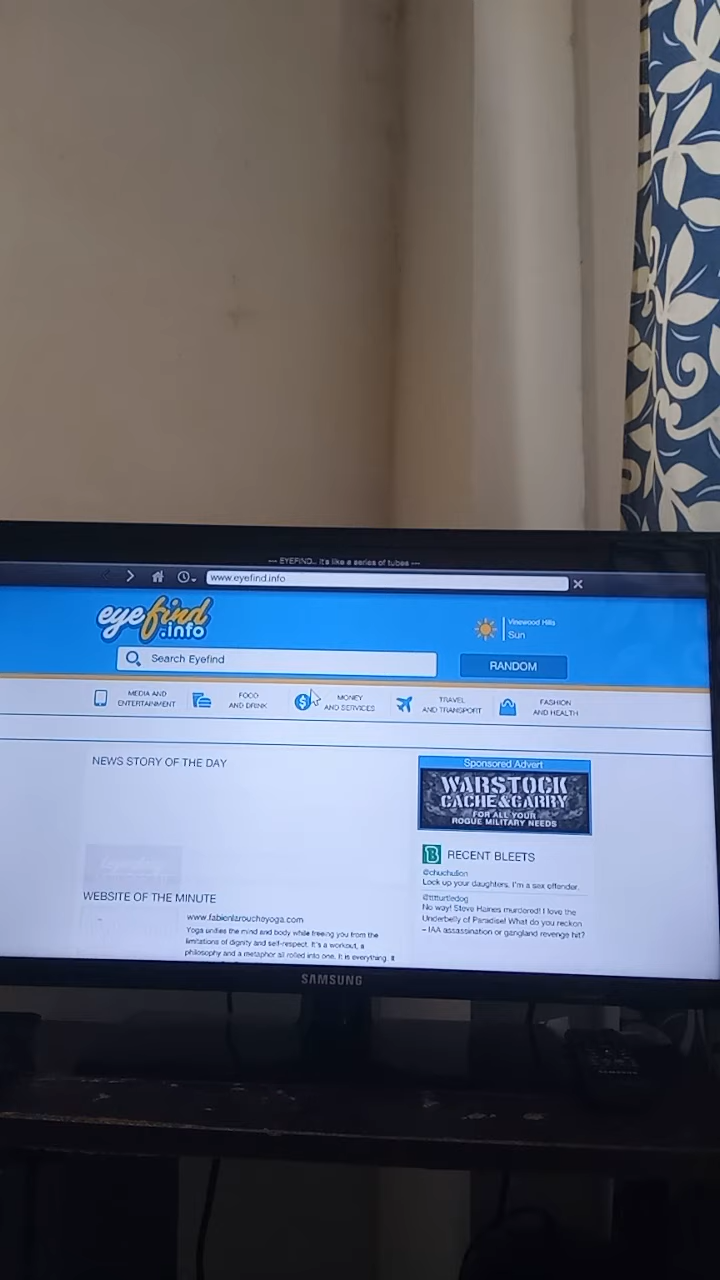 --- EYEFIND... it's like a series of tubes ---
www.eyefind.info
eyefind
.info
Vinewood Hills
Sun
Search Eyefind
RANDOM
MEDIA AND
ENTERTAINMENT
FOOD
AND DRINK
MONEY
AND SERVICES
TRAVEL
AND TRANSPORT
FASHION
AND HEALTH
NEWS STORY OF THE DAY
Sponsored Advert
WARSTOCK
CACHE&CARRY
FOR ALL YOUR
ROGUE MILITARY NEEDS
B RECENT BLEETS
Lock up your daughters. I'm a sex offender.
No way! Steve Haines murdered! I love the
Underbelly of Paradise! What do you reckon
– IAA assassination or gangland revenge hit?
WEBSITE OF THE MINUTE
www.fabienlaroucheyoga.com
Yoga unifies the mind and body while freeing you from the
limitations of dignity and self-respect. It's a workout, a
philosophy and a metaphor all rolled into one. It is everything. It
SAMSUNG